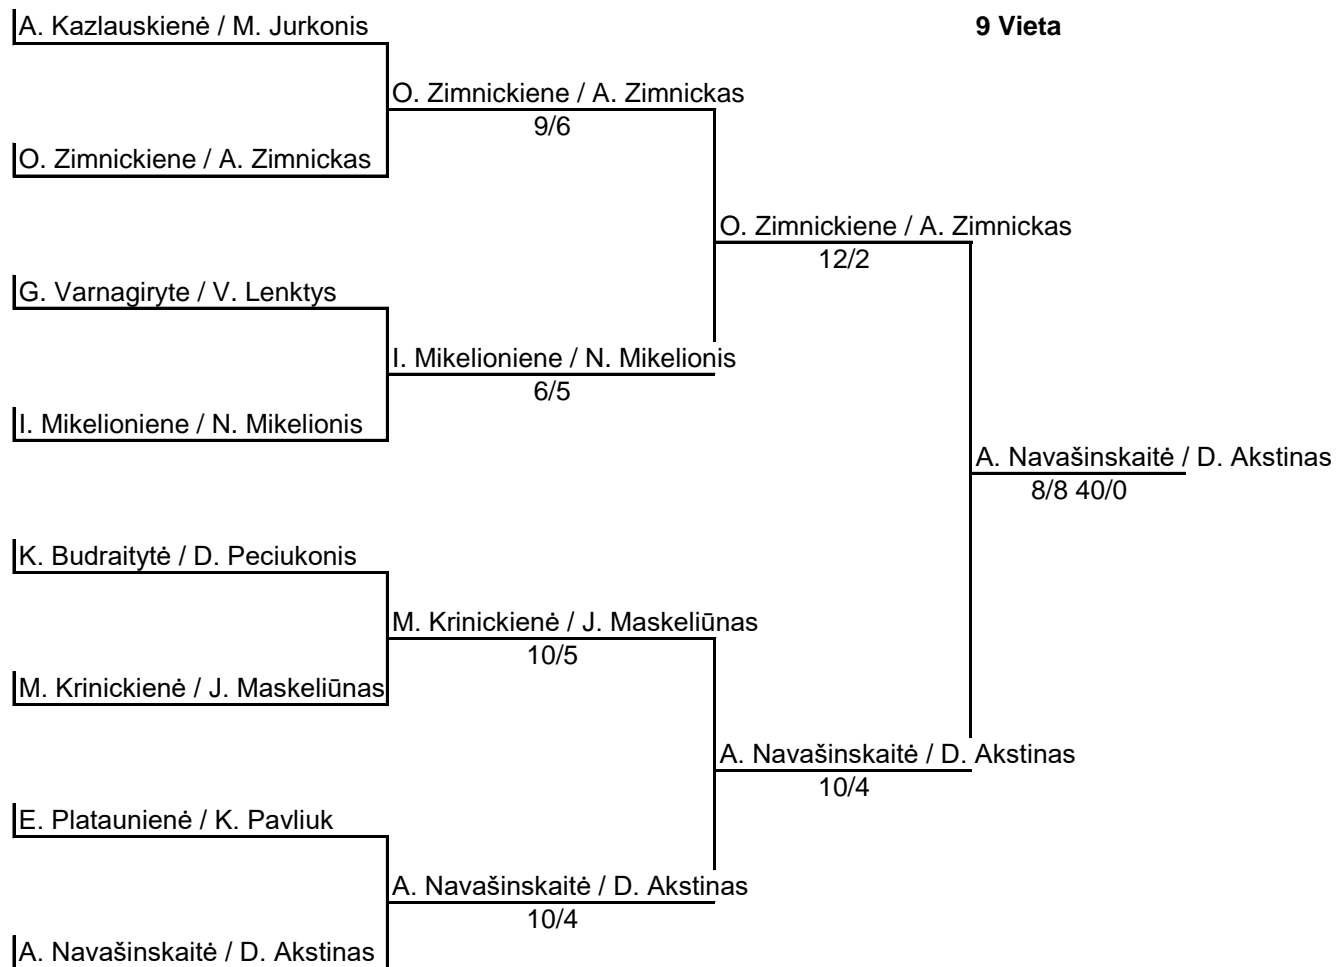 A. Kazlauskienė / M. Jurkonis
9 Vieta
O. Zimnickiene / A. Zimnickas
9/6
O. Zimnickiene / A. Zimnickas
O. Zimnickiene / A. Zimnickas
12/2
G. Varnagiryte / V. Lenktys
I. Mikelioniene / N. Mikelionis
6/5
I. Mikelioniene / N. Mikelionis
A. Navašinskaitė / D. Akstinas
8/8 40/0
K. Budraitytė / D. Peciukonis
M. Krinickienė / J. Maskeliūnas
10/5
M. Krinickienė / J. Maskeliūnas
A. Navašinskaitė / D. Akstinas
10/4
E. Plataunienė / K. Pavliuk
A. Navašinskaitė / D. Akstinas
10/4
A. Navašinskaitė / D. Akstinas